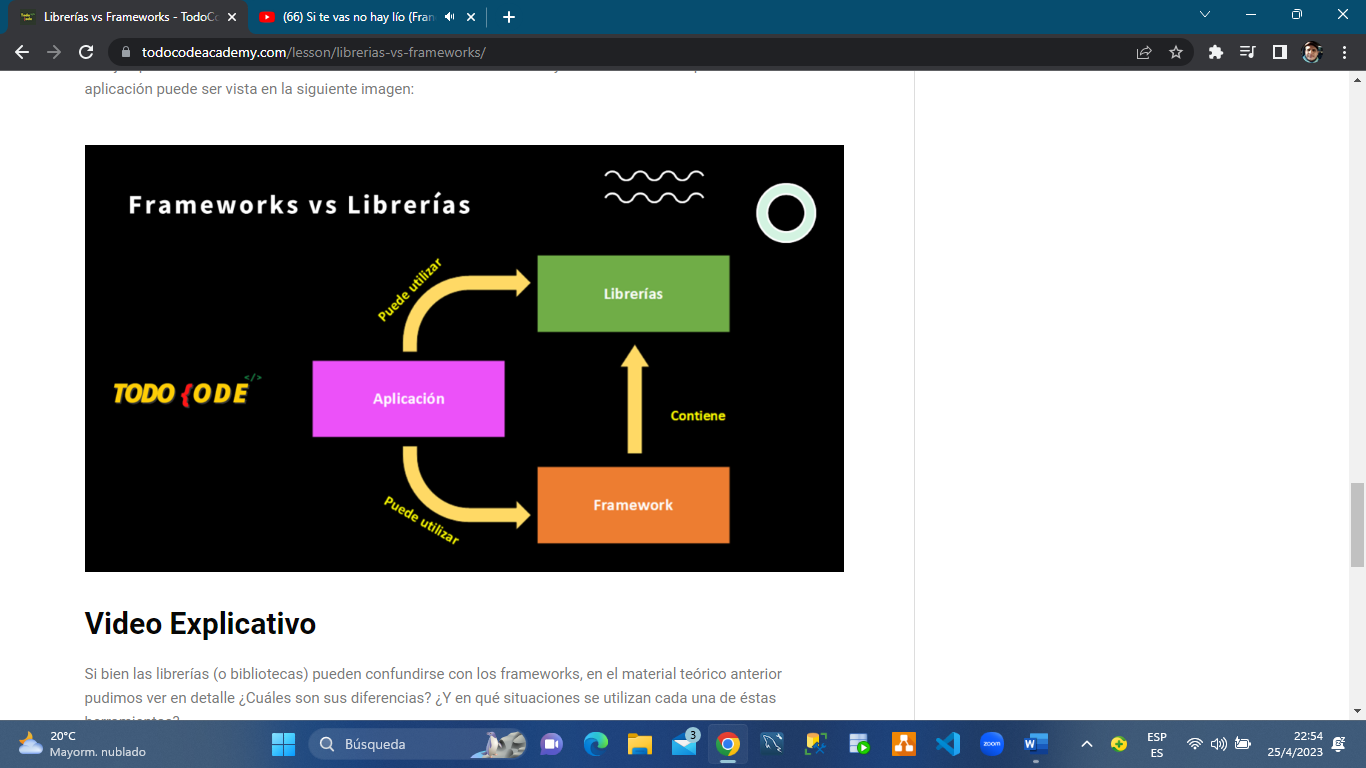 Librerías vs Frameworks - TodoCo
(66) Si te vas no hay lío (Fran
todocodeacademy.com/lesson/librerias-vs-frameworks/
aplicación puede ser vista en la siguiente imagen:
Frameworks vs Librerías
Puede utilizar
Librerías
TODO {ODE
</>
Aplicación
Contiene
Puede utilizar
Framework
Video Explicativo
Si bien las librerías (o bibliotecas) pueden confundirse con los frameworks, en el material teórico anterior
pudimos ver en detalle ¿Cuáles son sus diferencias? ¿Y en qué situaciones se utilizan cada una de éstas
herramientas?
20°C
Mayorm. nublado
Búsqueda
3
zoom
ESP
ES
22:54
25/4/2023